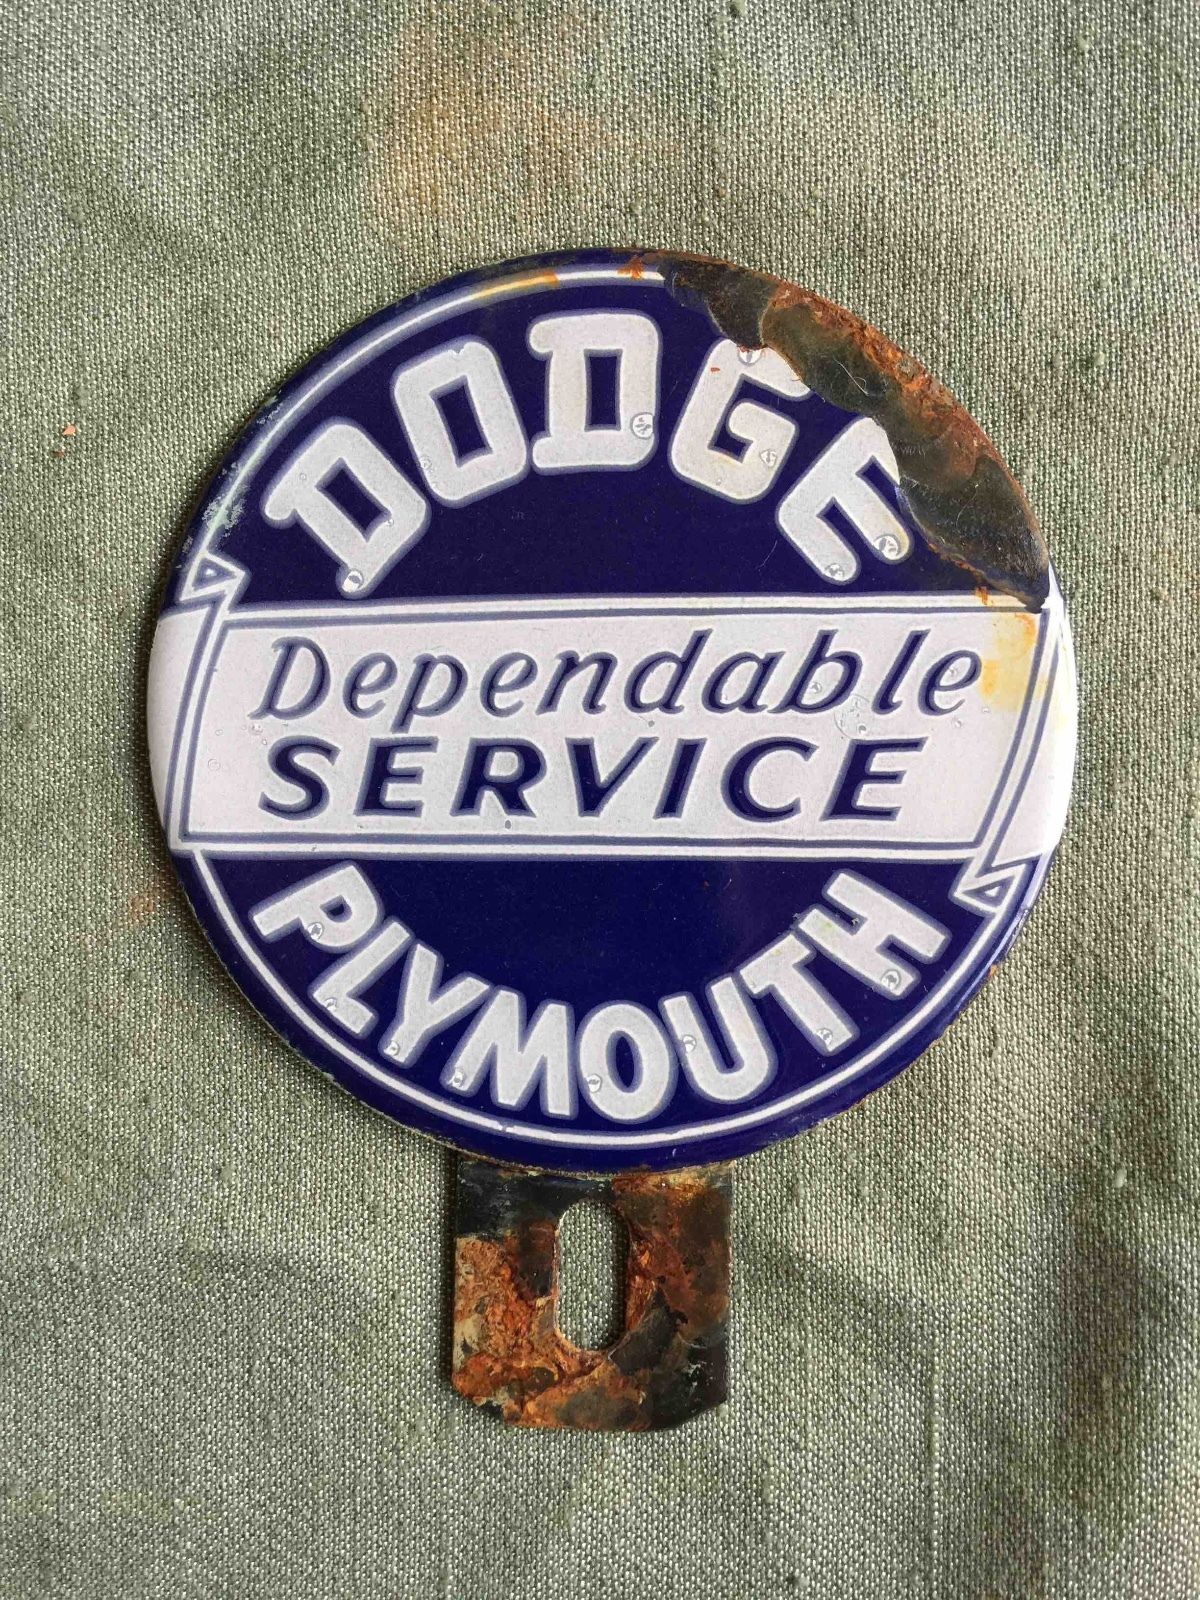 DODGE
Dependable
SERVICE
PLYMOUTH